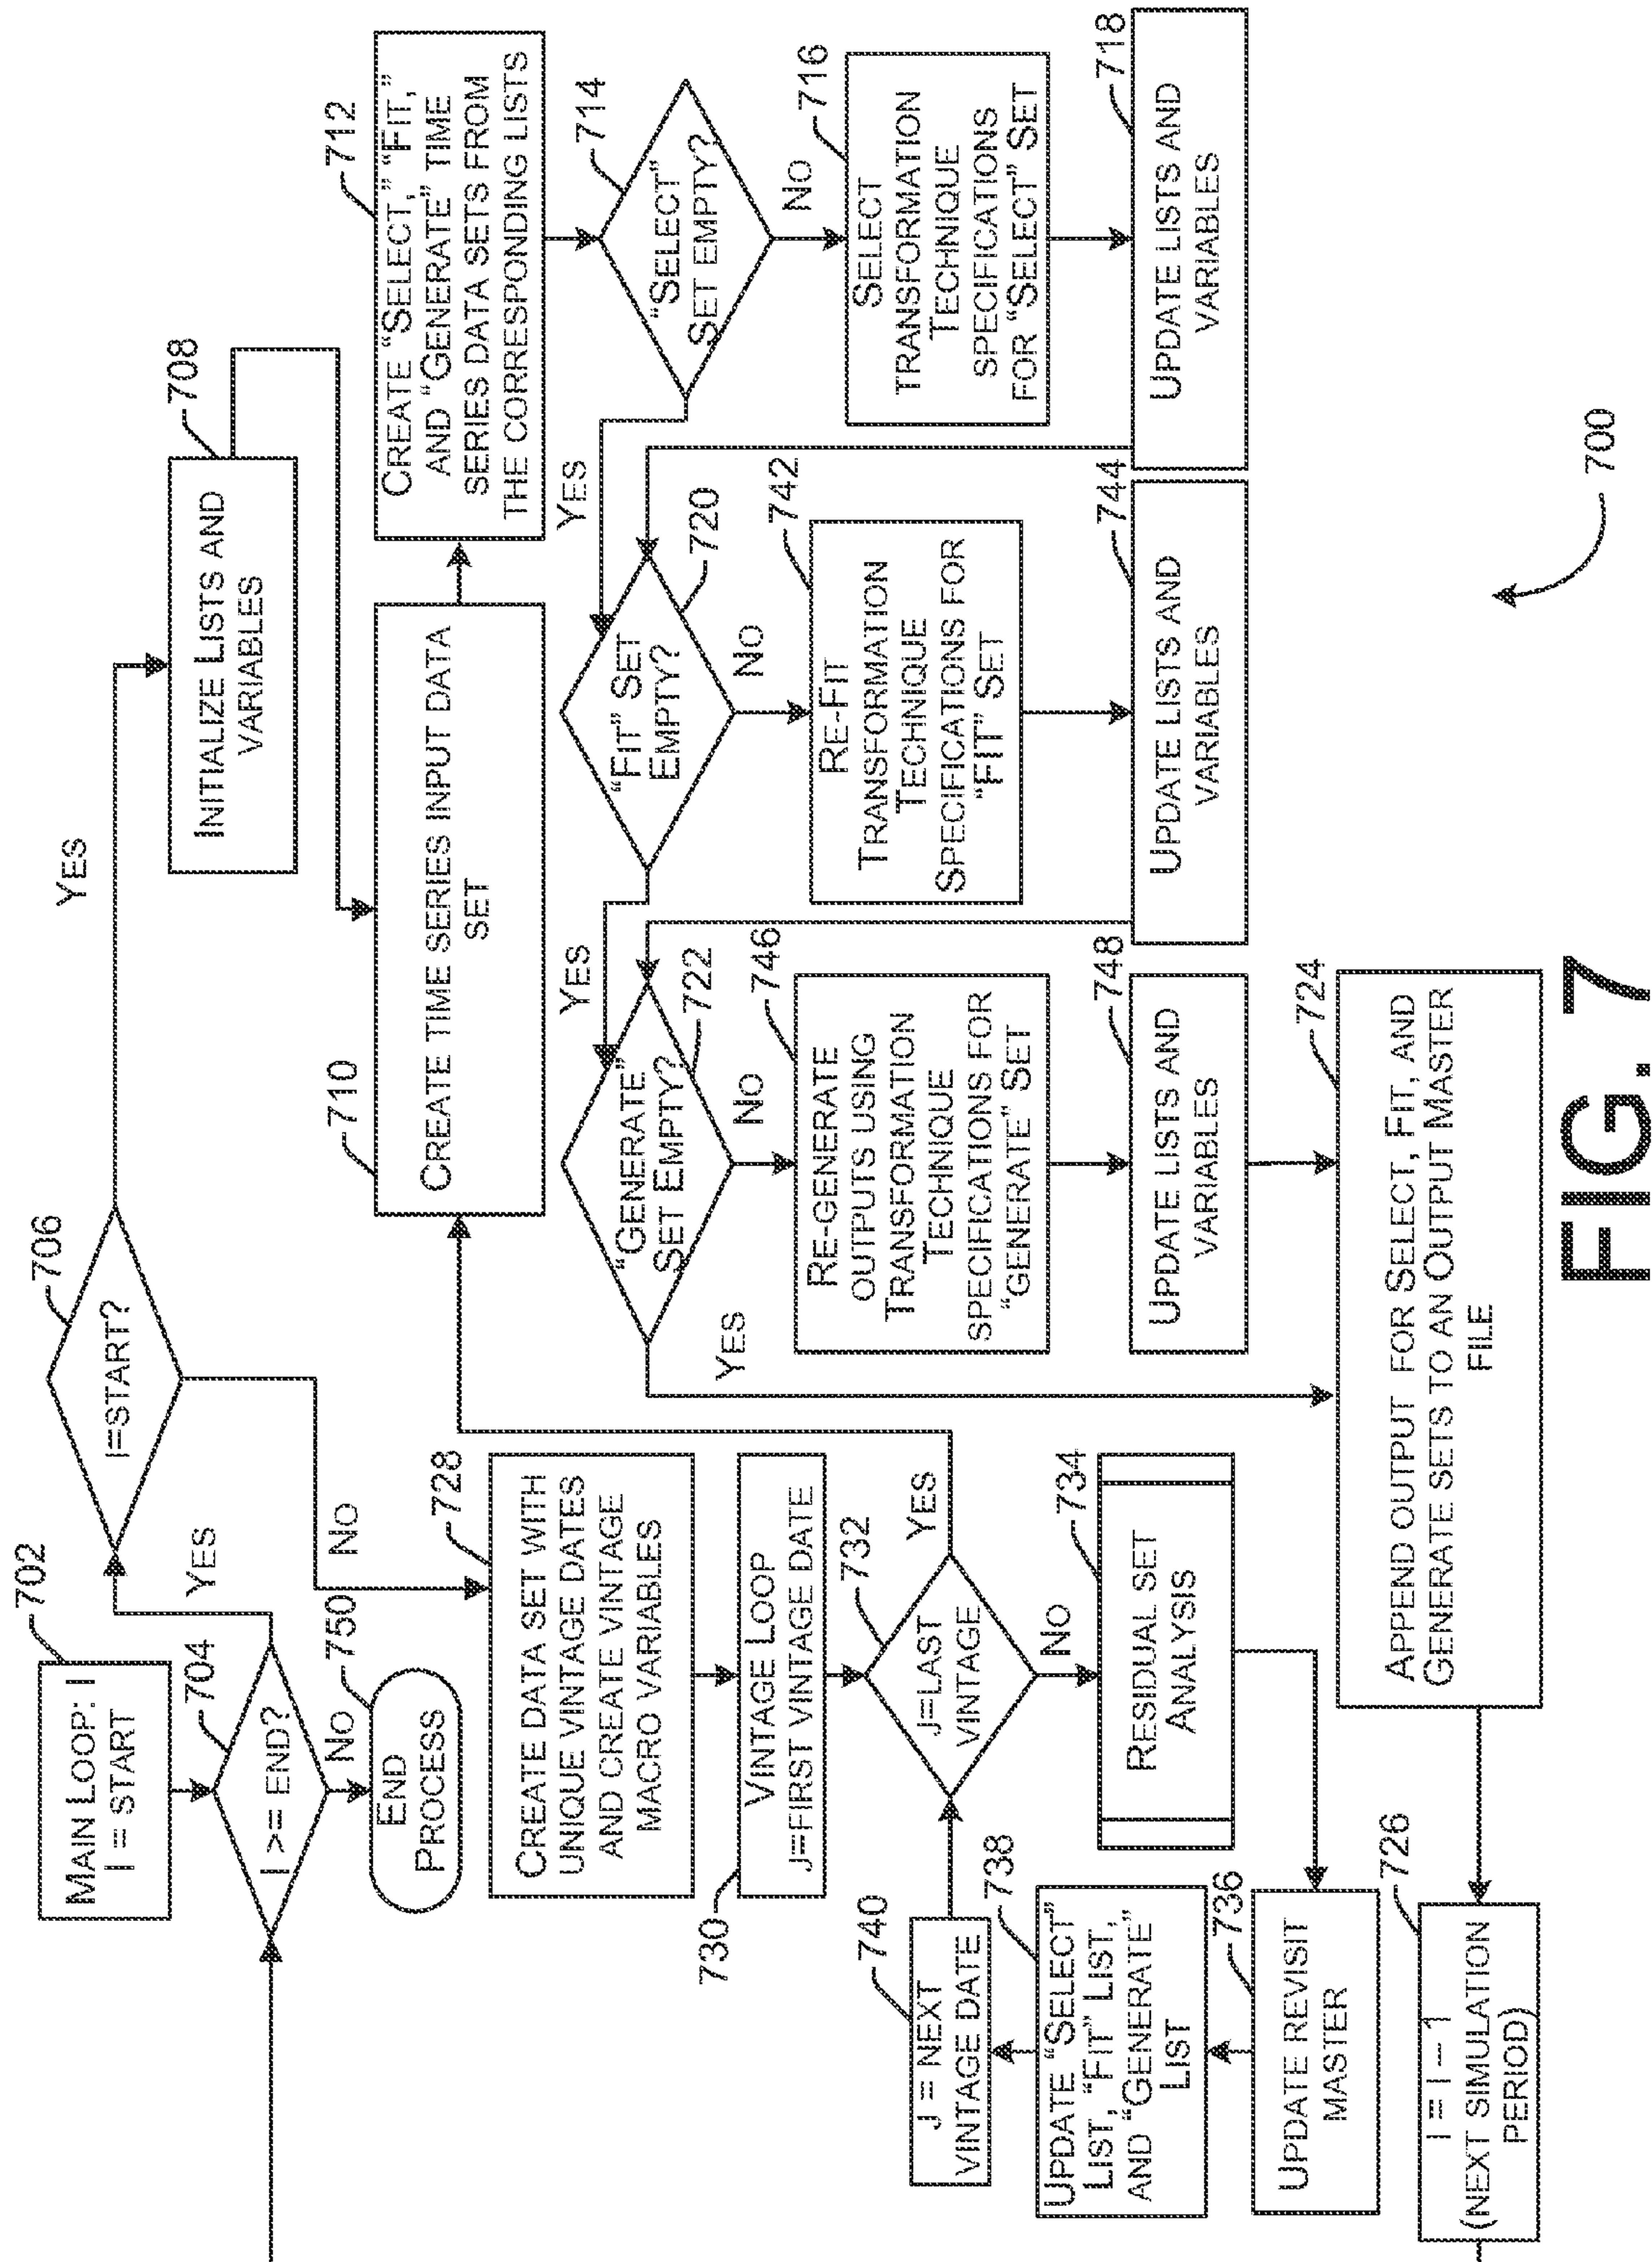 702
MAIN LOOP: I
I = START
704
I >= END?
YES
NO
750
END
PROCESS
706
I=START?
YES
NO
708
INITIALIZE LISTS AND
VARIABLES
710
CREATE TIME SERIES INPUT DATA
SET
712
CREATE "SELECT," "FIT,"
AND "GENERATE" TIME
SERIES DATA SETS FROM
THE CORRESPONDING LISTS
714
"SELECT"
SET EMPTY?
YES
NO
716
SELECT
TRANSFORMATION
TECHNIQUE
SPECIFICATIONS
FOR "SELECT" SET
718
UPDATE LISTS AND
VARIABLES
720
"FIT" SET
EMPTY?
YES
NO
742
RE-FIT
TRANSFORMATION
TECHNIQUE
SPECIFICATIONS FOR
"FIT" SET
744
UPDATE LISTS AND
VARIABLES
722
"GENERATE"
SET EMPTY?
YES
NO
746
RE-GENERATE
OUTPUTS USING
TRANSFORMATION
TECHNIQUE
SPECIFICATIONS FOR
"GENERATE" SET
748
UPDATE LISTS AND
VARIABLES
724
APPEND OUTPUT FOR SELECT, FIT, AND
GENERATE SETS TO AN OUTPUT MASTER
FILE
728
CREATE DATA SET WITH
UNIQUE VINTAGE DATES
AND CREATE VINTAGE
MACRO VARIABLES
730
VINTAGE LOOP
J=FIRST VINTAGE DATE
732
J=LAST
VINTAGE
YES
NO
734
RESIDUAL SET
ANALYSIS
736
UPDATE REVISIT
MASTER
738
UPDATE "SELECT"
LIST, "FIT" LIST,
AND "GENERATE"
LIST
740
J = NEXT
VINTAGE DATE
726
I = I – 1
(NEXT SIMULATION
PERIOD)
700
FIG. 7